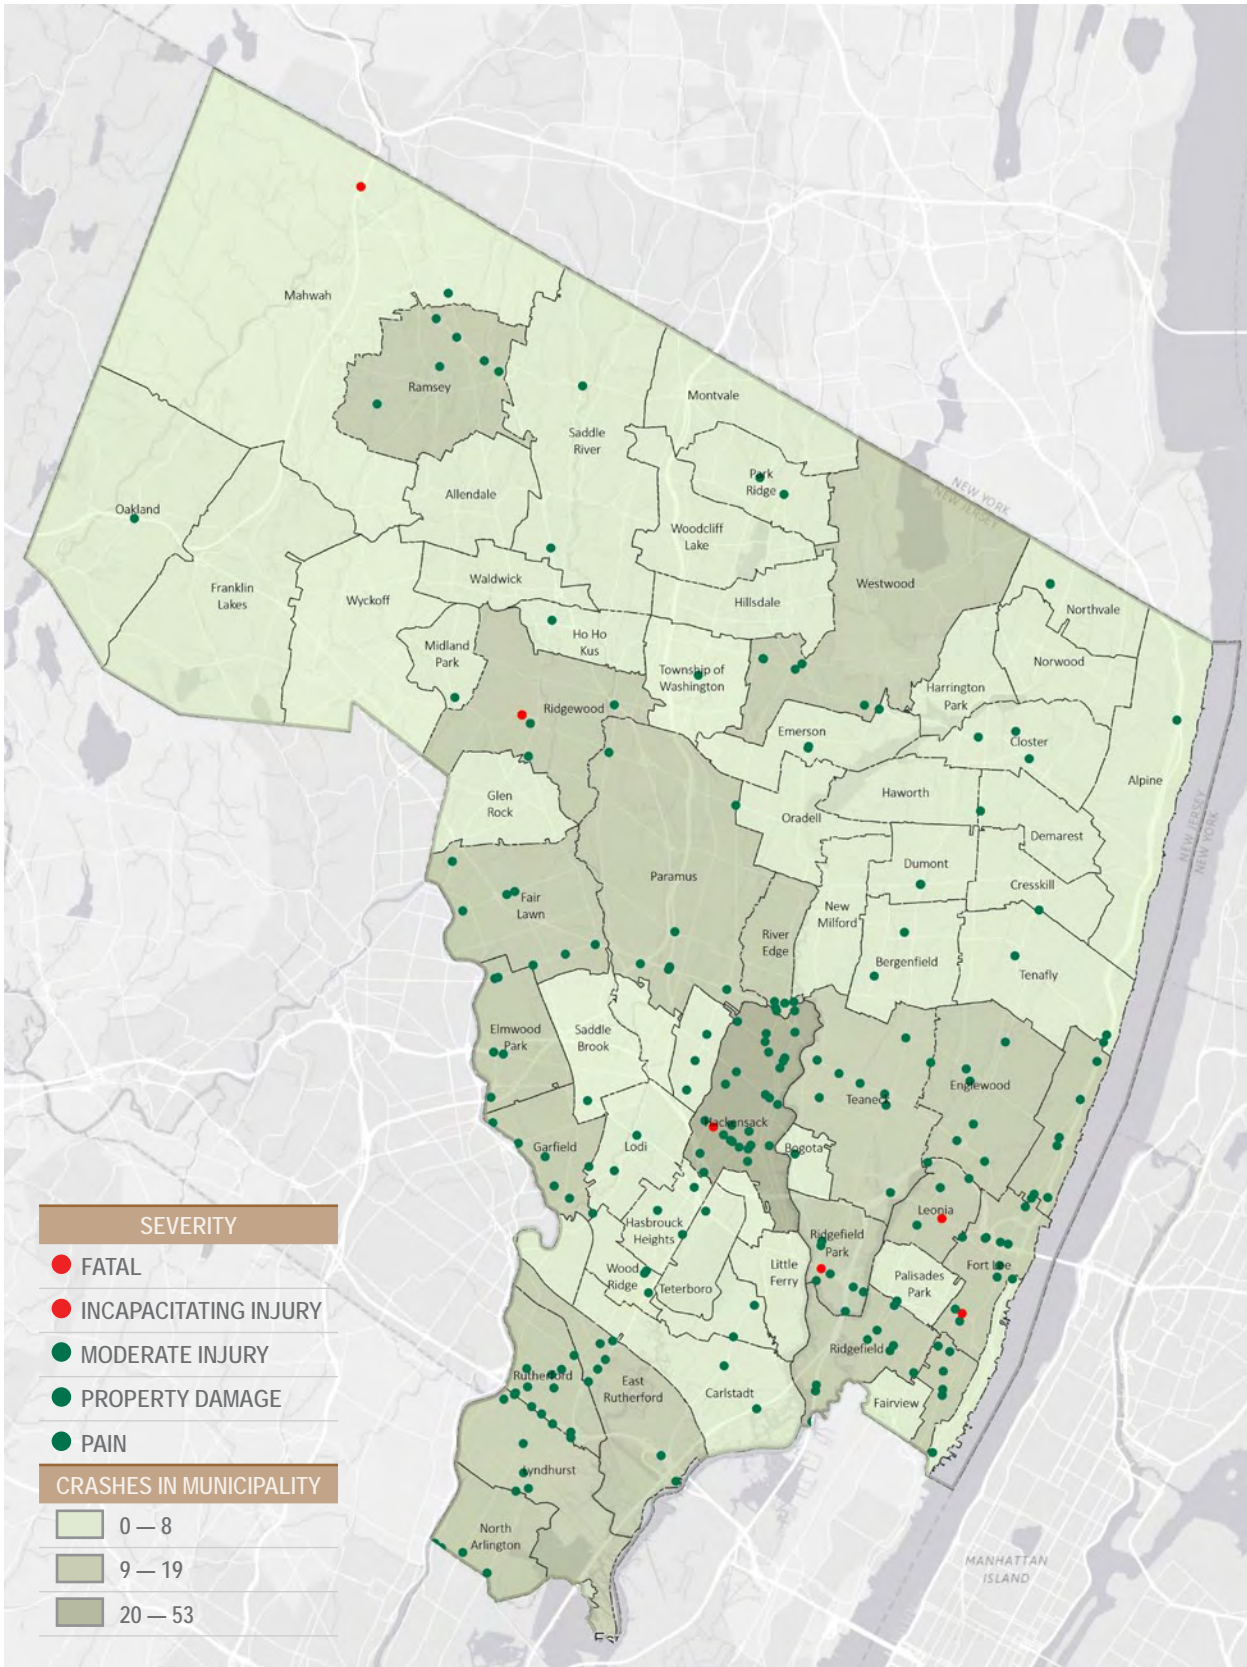 Mahwah
Ramsey
Saddle
River
Montvale
Park
Ridge
NEW YORK
NEW JERSEY
Allendale
Oakland
Woodcliff
Lake
Westwood
Waldwick
Franklin
Lakes
Wyckoff
Hillsdale
Northvale
Midland
Park
Ho Ho
Kus
Norwood
Township of
Washington
Harrington
Park
Ridgewood
Emerson
Closter
Alpine
Glen
Rock
Haworth
Oradell
NEW JERSEY
NEW YORK
Demarest
Paramus
Dumont
Cresskill
Fair
Lawn
New
Milford
River
Edge
Bergenfield
Tenafly
Elmwood
Park
Saddle
Brook
Englewood
Teaneck
Hackensack
Garfield
Lodi
Bogota
Leonia
Hasbrouck
Heights
Ridgefield
Park
Fort Lee
Little
Ferry
Wood
Ridge
Teterboro
Palisades
Park
Ridgefield
Rutherford
East
Rutherford
Carlstadt
Fairview
Lyndhurst
North
Arlington
MANHATTAN
ISLAND
SEVERITY
FATAL
INCAPACITATING INJURY
MODERATE INJURY
PROPERTY DAMAGE
PAIN
CRASHES IN MUNICIPALITY
0 — 8
9 — 19
20 — 53